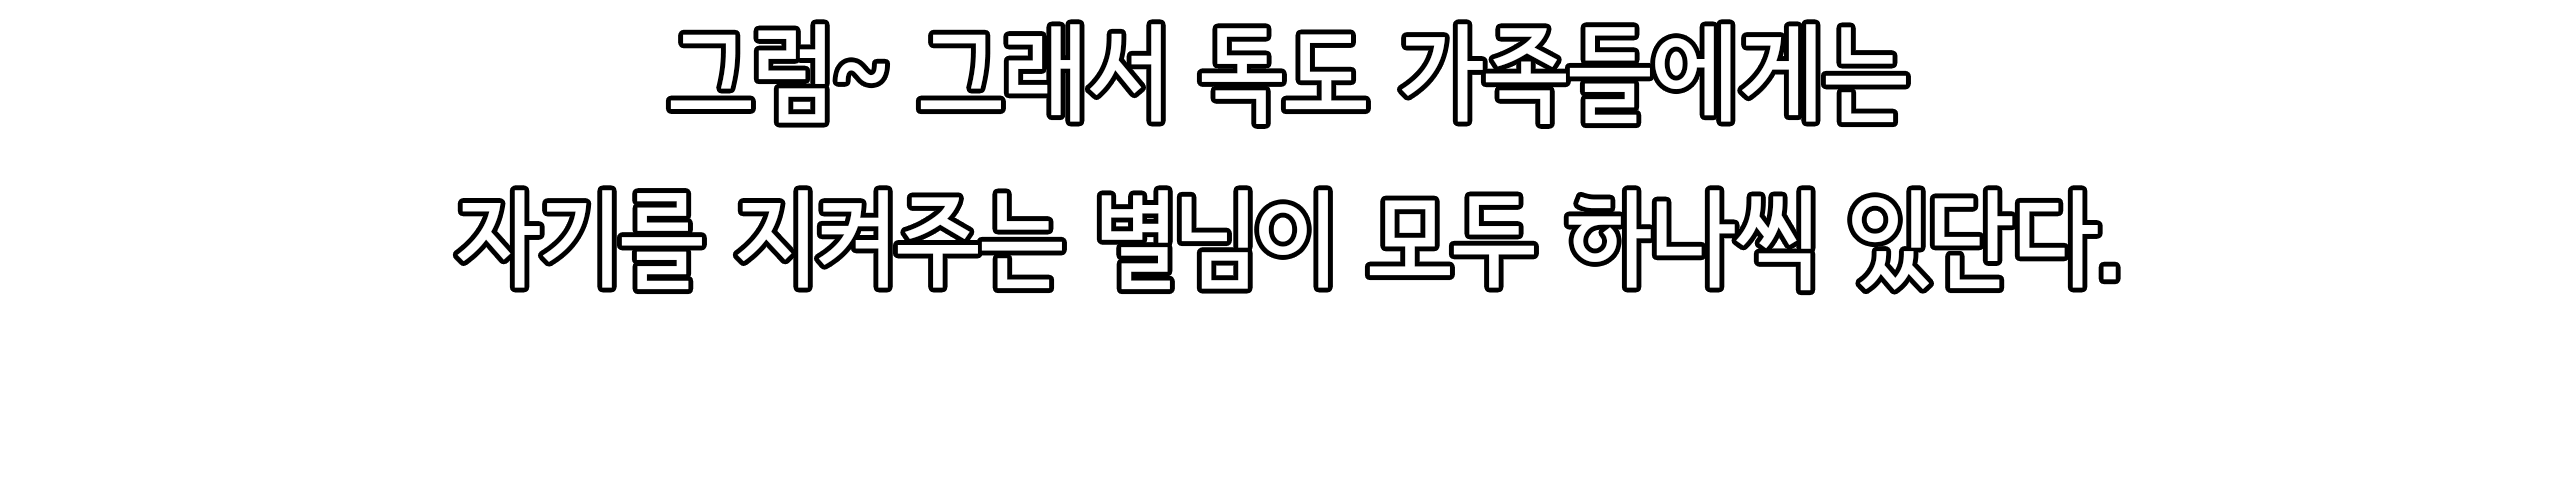 그럼~ 그래서 독도 가족들에게는
자기를 지켜주는 별님이 모두 하나씩 있단다.